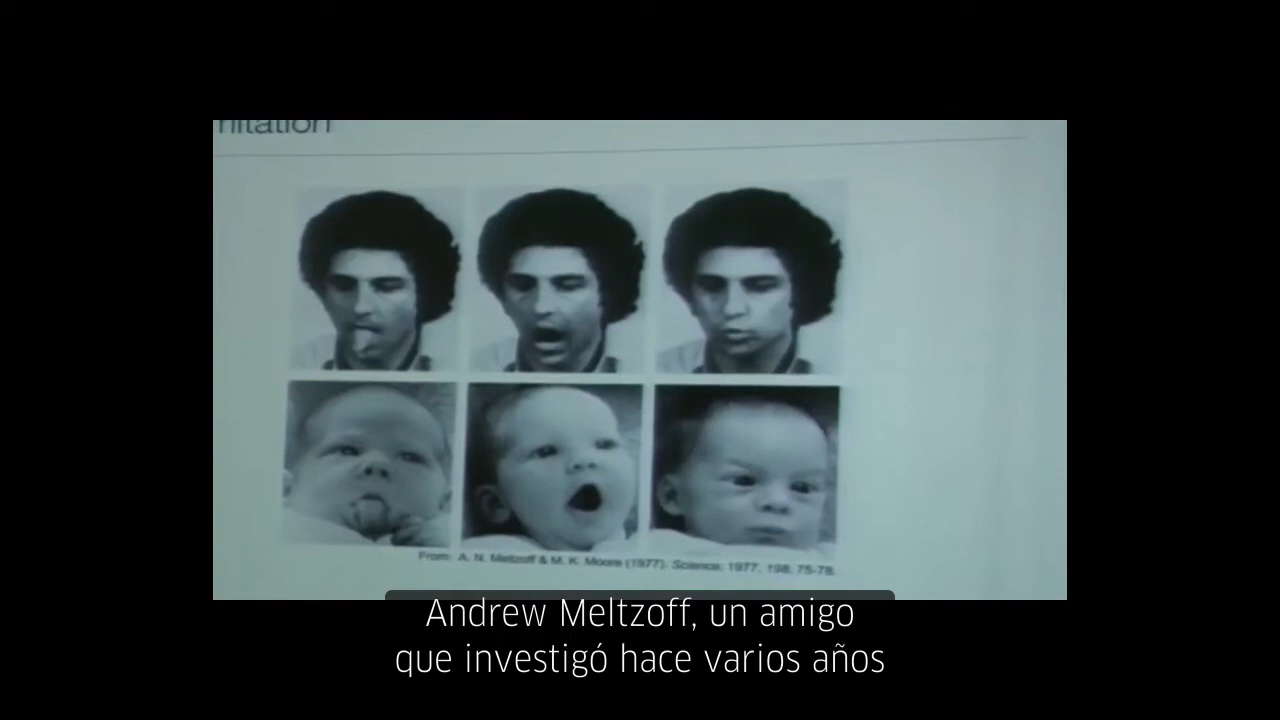 nitation
From: A. N. Meltzoff & M. K. Moore (1977). Science, 1977, 198, 75-78.
Andrew Meltzoff, un amigo
que investigó hace varios años